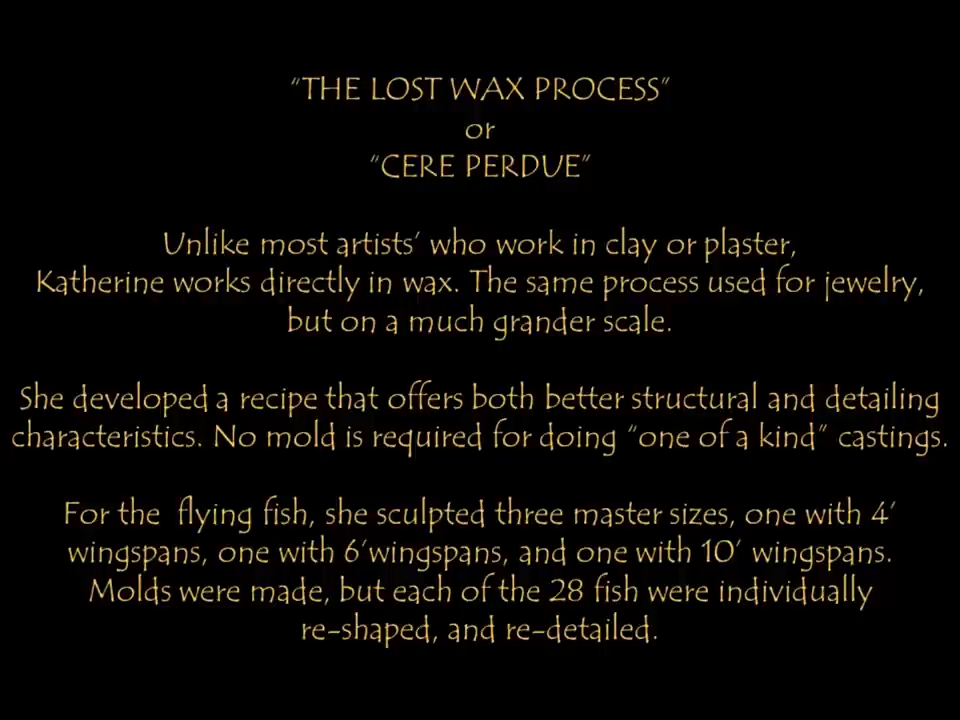 “THE LOST WAX PROCESS”
or
“CERE PERDUE”
Unlike most artists’ who work in clay or plaster,
Katherine works directly in wax. The same process used for jewelry,
but on a much grander scale.
She developed a recipe that offers both better structural and detailing
characteristics. No mold is required for doing “one of a kind” castings.
For the flying fish, she sculpted three master sizes, one with 4’
wingspans, one with 6’wingspans, and one with 10’ wingspans.
Molds were made, but each of the 28 fish were individually
re-shaped, and re-detailed.